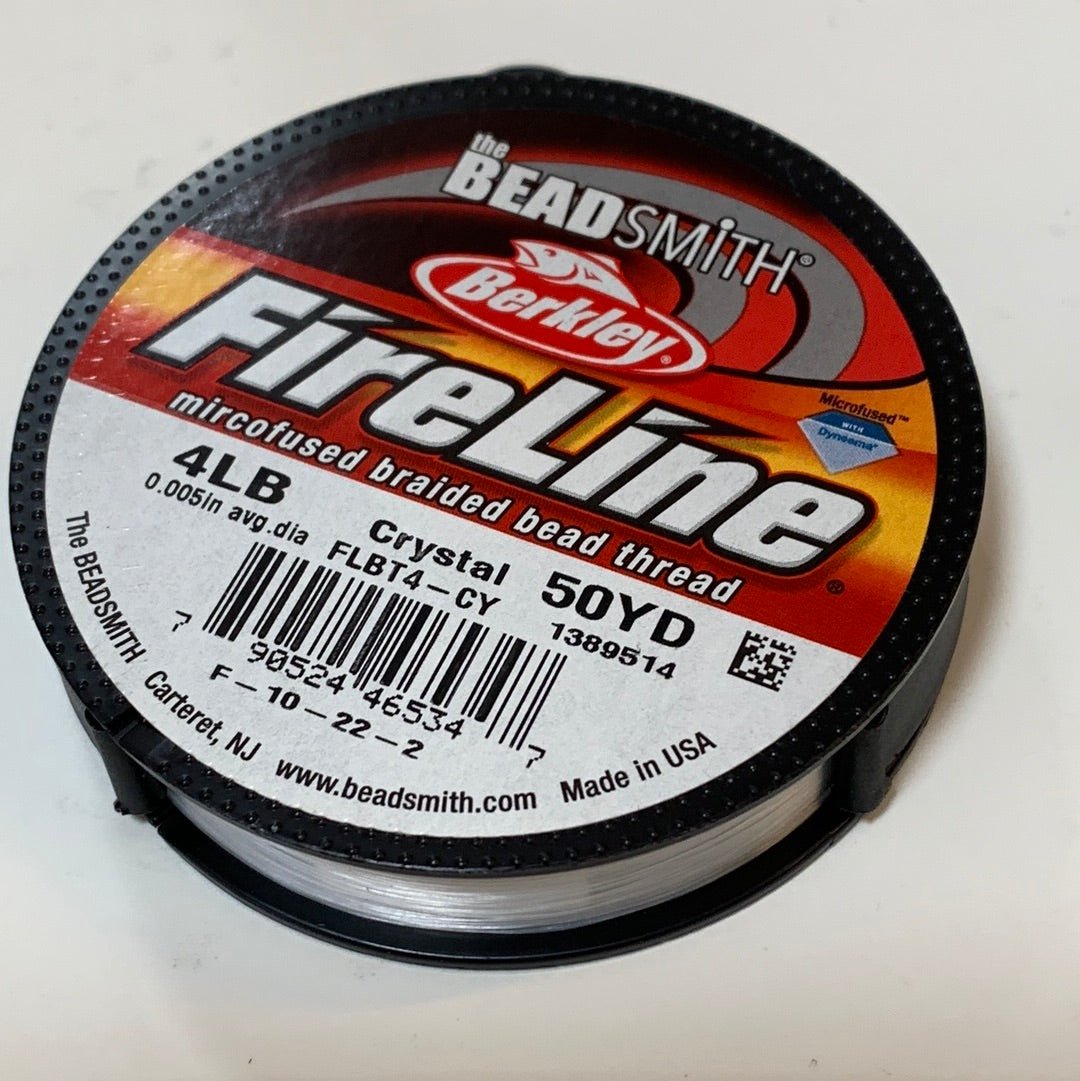 the
BEADSMITH®
Berkley®
FireLine®
mircofused braided bead thread
Microfused™
WITH
Dyneema®
4LB
0.005in avg.dia
Crystal
FLBT4-CY
50YD
1389514
7 90524 46534 7
F-10-22-2
The BEADSMITH Carteret, NJ www.beadsmith.com Made in USA